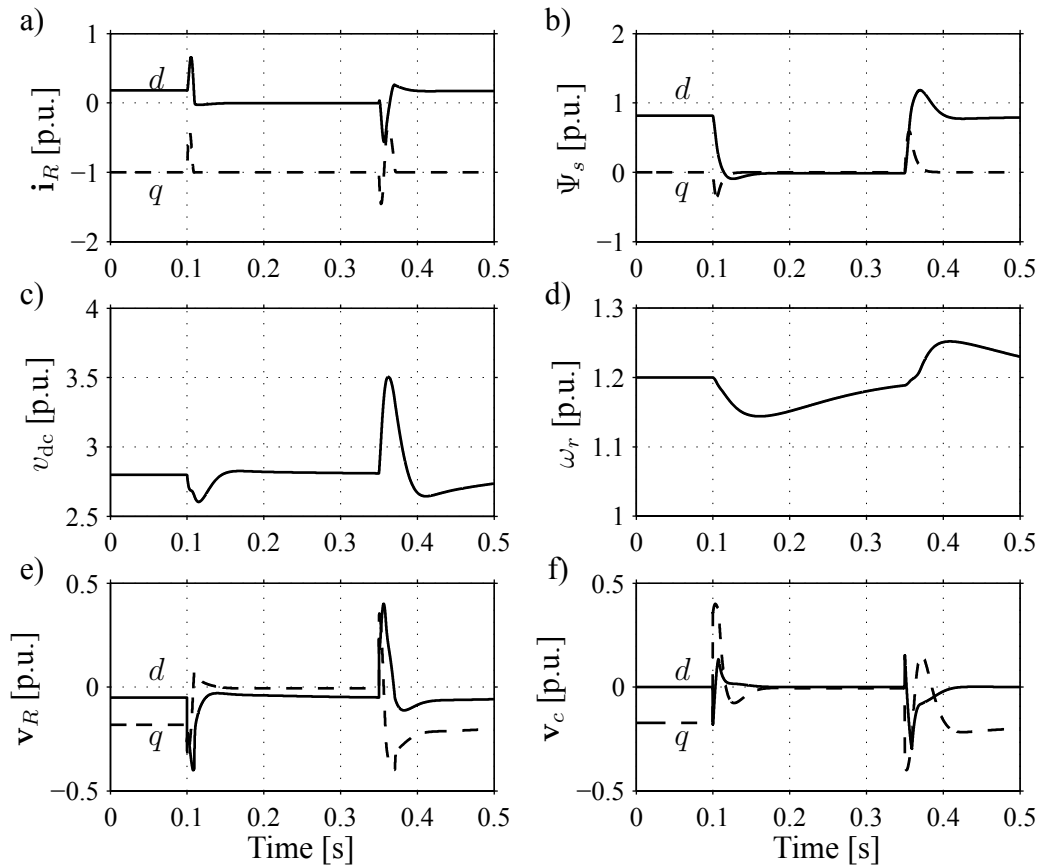 a)
i_R [p.u.]
1
0
−1
−2
d
q
0 0.1 0.2 0.3 0.4 0.5
b)
Ψ_s [p.u.]
2
1
0
−1
d
q
0 0.1 0.2 0.3 0.4 0.5
c)
v_dc [p.u.]
4
3.5
3
2.5
0 0.1 0.2 0.3 0.4 0.5
d)
ω_r [p.u.]
1.3
1.2
1.1
1
0 0.1 0.2 0.3 0.4 0.5
e)
v_R [p.u.]
0.5
0
−0.5
d
q
0 0.1 0.2 0.3 0.4 0.5
Time [s]
f)
v_c [p.u.]
0.5
0
−0.5
d
q
0 0.1 0.2 0.3 0.4 0.5
Time [s]